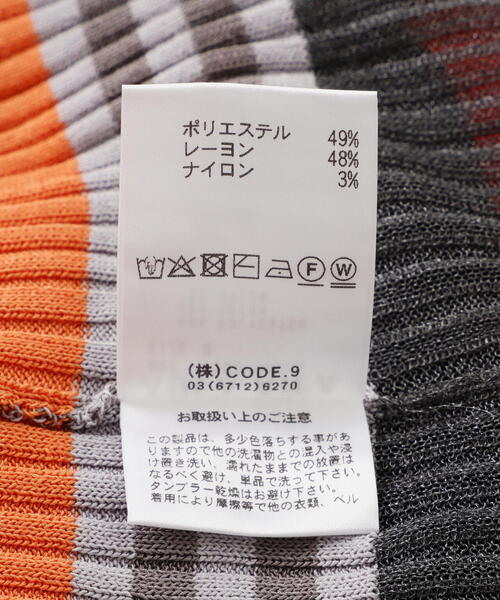 ポリエステル 49%
レーヨン 48%
ナイロン 3%
F W
(株) CODE.9
03(6712)6270
お取扱い上のご注意
この製品は、多少色落ちする事があ
りますので他の洗濯物との混入や浸
け置き洗い、濡れたままでの放置は
なるべく避け、単品で洗って下さい。
タンブラー乾燥はお避け下さい。
着用により摩擦等で他の衣類、ベル